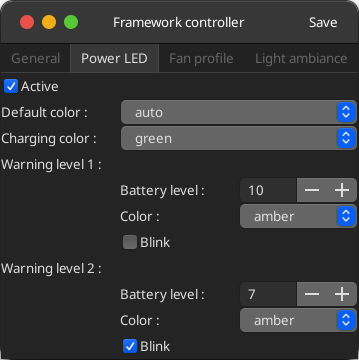 Framework controller Save
General Power LED Fan profile Light ambiance
Active
Default color : auto
Charging color : green
Warning level 1 :
Battery level : 10
Color : amber
Blink
Warning level 2 :
Battery level : 7
Color : amber
Blink